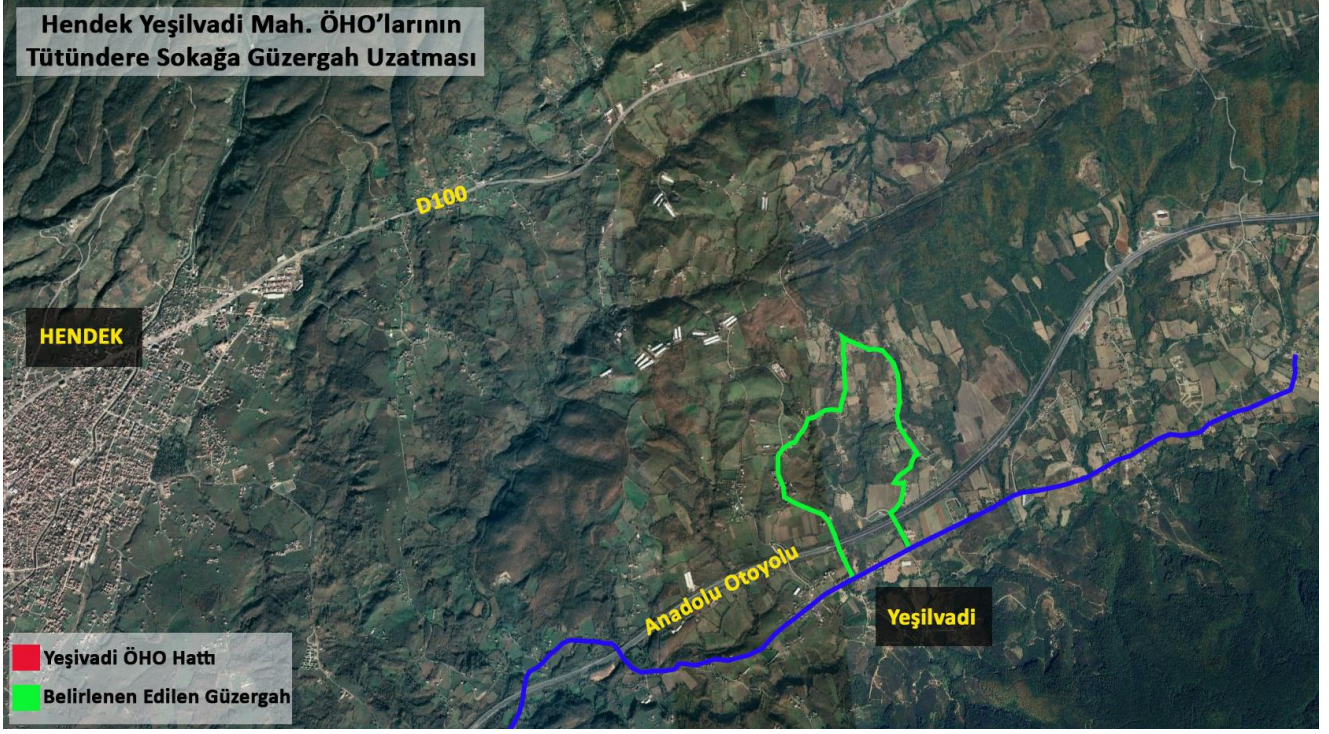 Hendek Yeşilvadi Mah. ÖHO’larının
Tütündere Sokağa Güzergah Uzatması
D100
HENDEK
Anadolu Otoyolu
Yeşilvadi
Yeşivadi ÖHO Hattı
Belirlenen Edilen Güzergah